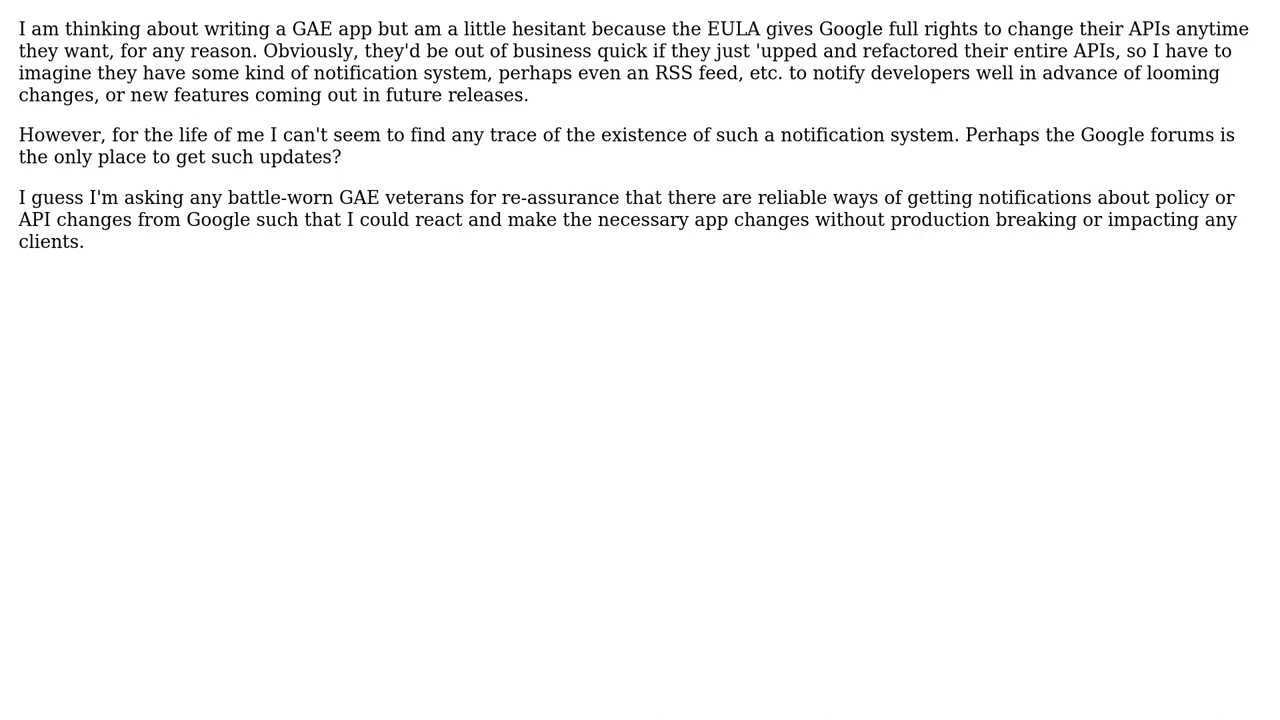 I am thinking about writing a GAE app but am a little hesitant because the EULA gives Google full rights to change their APIs anytime
they want, for any reason. Obviously, they'd be out of business quick if they just 'upped and refactored their entire APIs, so I have to
imagine they have some kind of notification system, perhaps even an RSS feed, etc. to notify developers well in advance of looming
changes, or new features coming out in future releases.
However, for the life of me I can't seem to find any trace of the existence of such a notification system. Perhaps the Google forums is
the only place to get such updates?
I guess I'm asking any battle-worn GAE veterans for re-assurance that there are reliable ways of getting notifications about policy or
API changes from Google such that I could react and make the necessary app changes without production breaking or impacting any
clients.